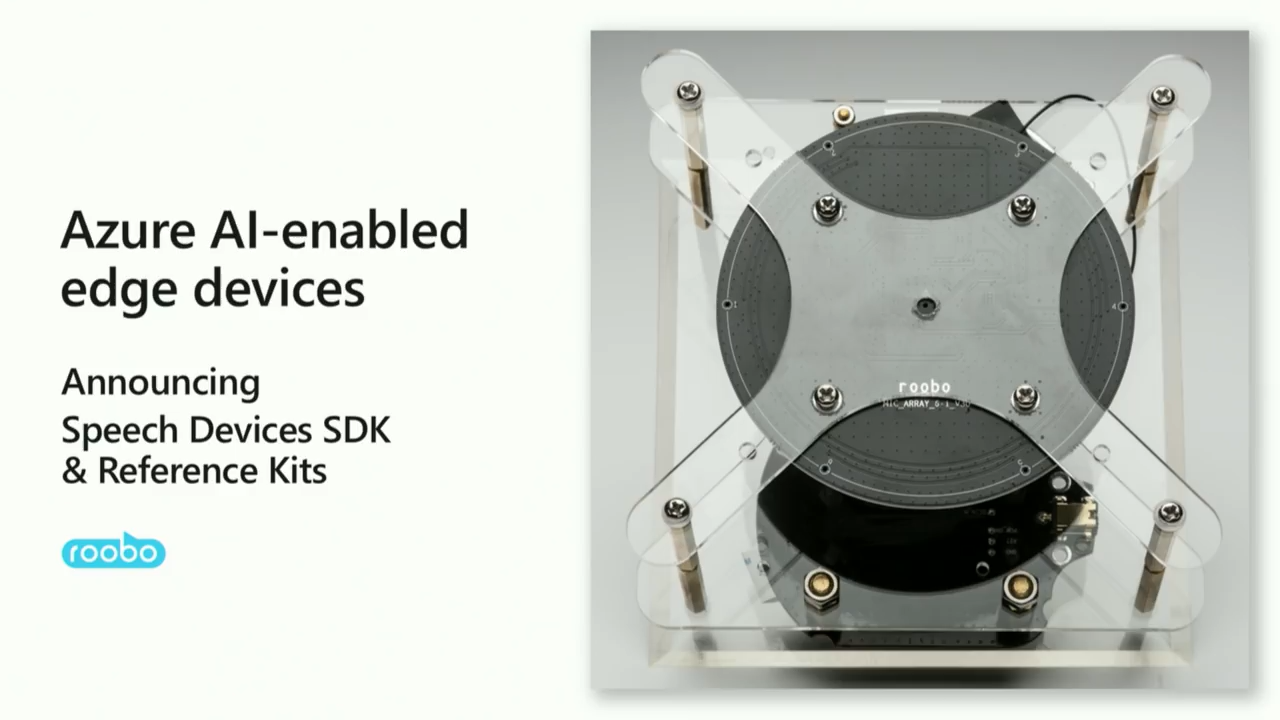 Azure AI-enabled
edge devices
Announcing
Speech Devices SDK
& Reference Kits
roobo
roobo